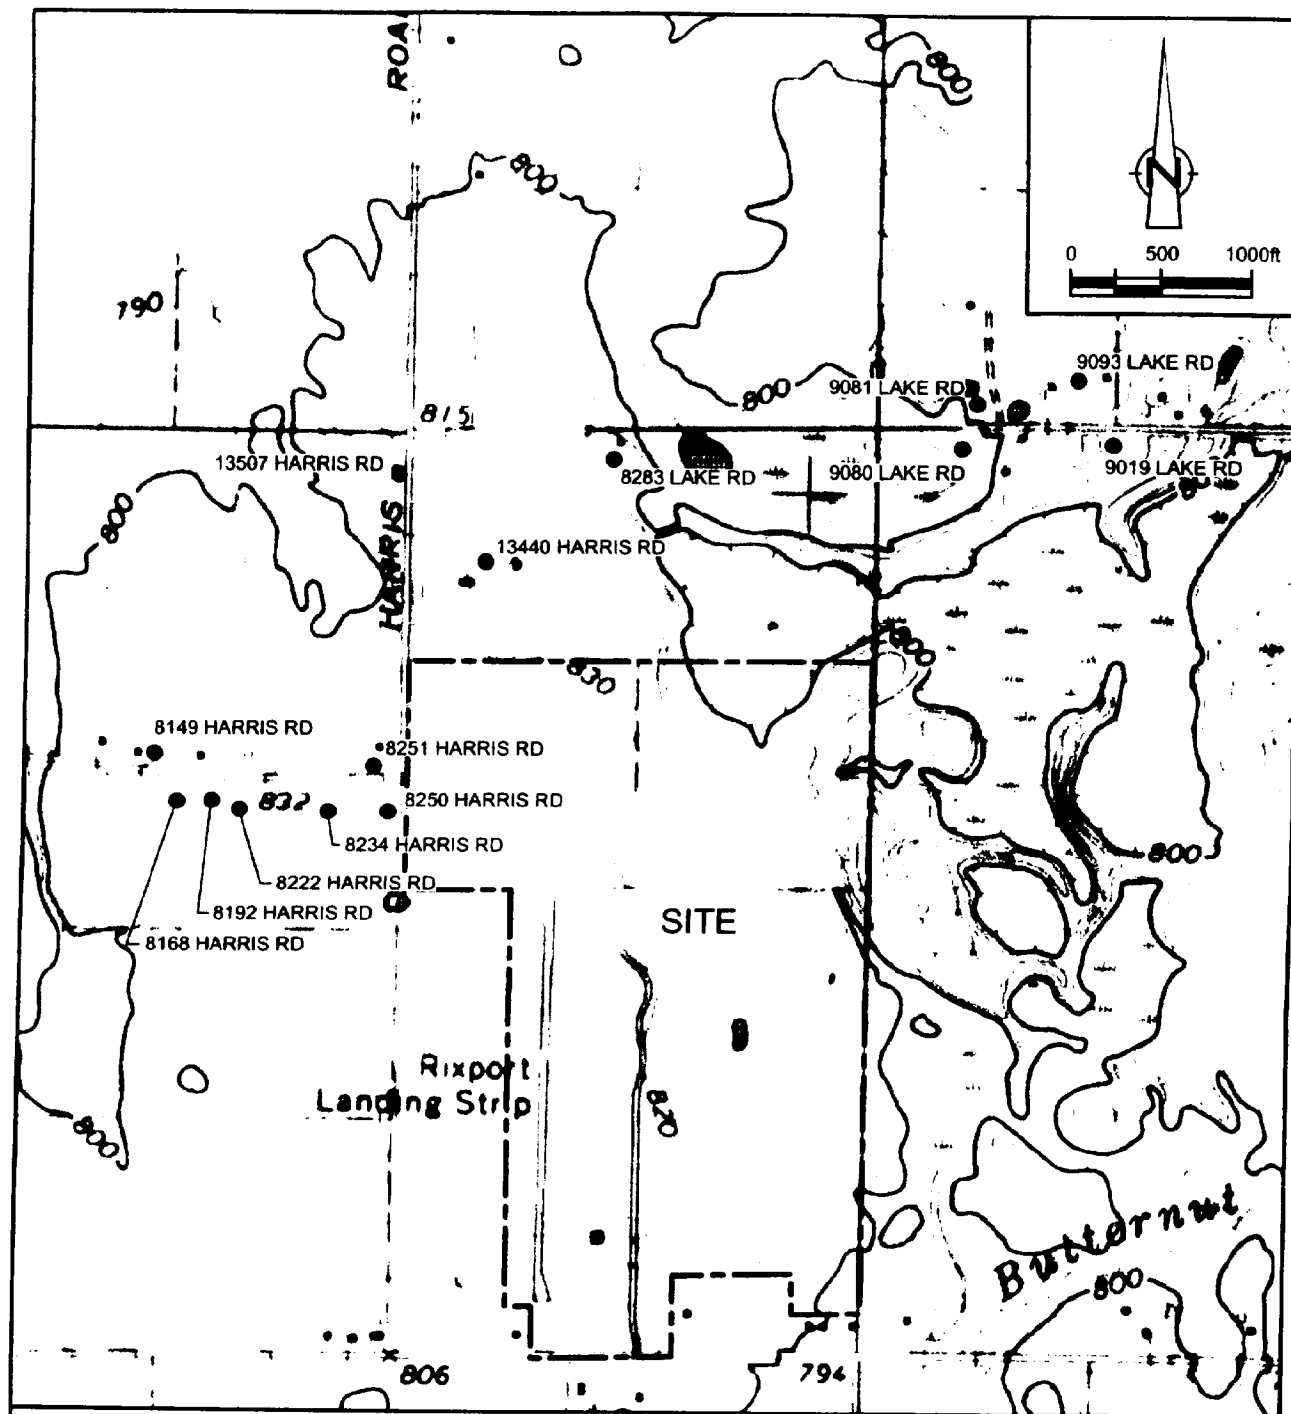 ROA
800
800
N
0 500 1000ft
790
9093 LAKE RD
9081 LAKE RD
800
815
13507 HARRIS RD
8283 LAKE RD
9080 LAKE RD
9019 LAKE RD
800
HARRIS
13440 HARRIS RD
800
830
8149 HARRIS RD
8251 HARRIS RD
832
8250 HARRIS RD
8234 HARRIS RD
800
8222 HARRIS RD
8192 HARRIS RD
8168 HARRIS RD
SITE
Rixport
Landing Strip
820
800
Butternut
800
806
794